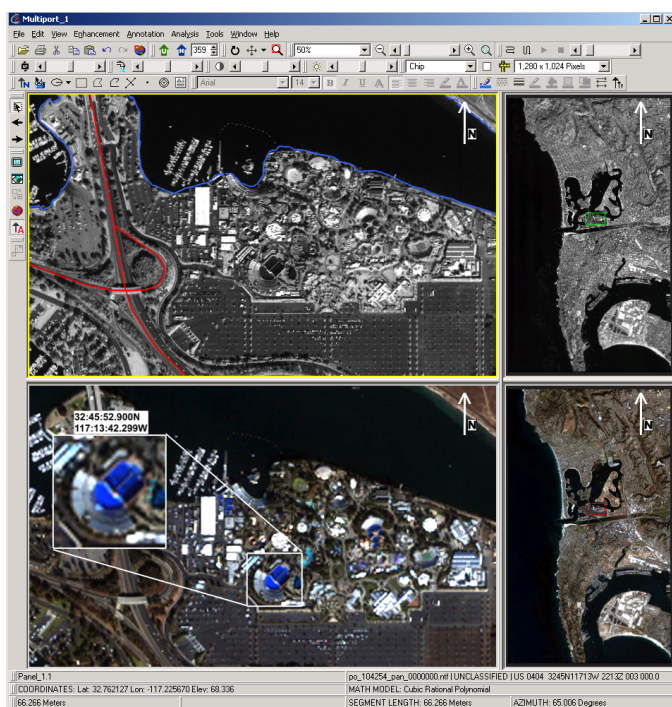 Multiport_1
File Edit View Enhancement Annotation Analysis Tools Window Help
359
50%
Chip
1,280 x 1,024 Pixels
Arial
14
B I U A
N
N
32:45:52.900N
117:13:42.299W
N
N
Panel_1.1
po_104254_pan_0000000.ntf | UNCLASSIFIED | US 0404 3245N11713W 2213Z 003 000.0
COORDINATES: Lat: 32.762127 Lon: -117.225670 Elev: 68.336
MATH MODEL: Cubic Rational Polynomial
66.266 Meters
SEGMENT LENGTH: 66.266 Meters
AZIMUTH: 65.006 Degrees